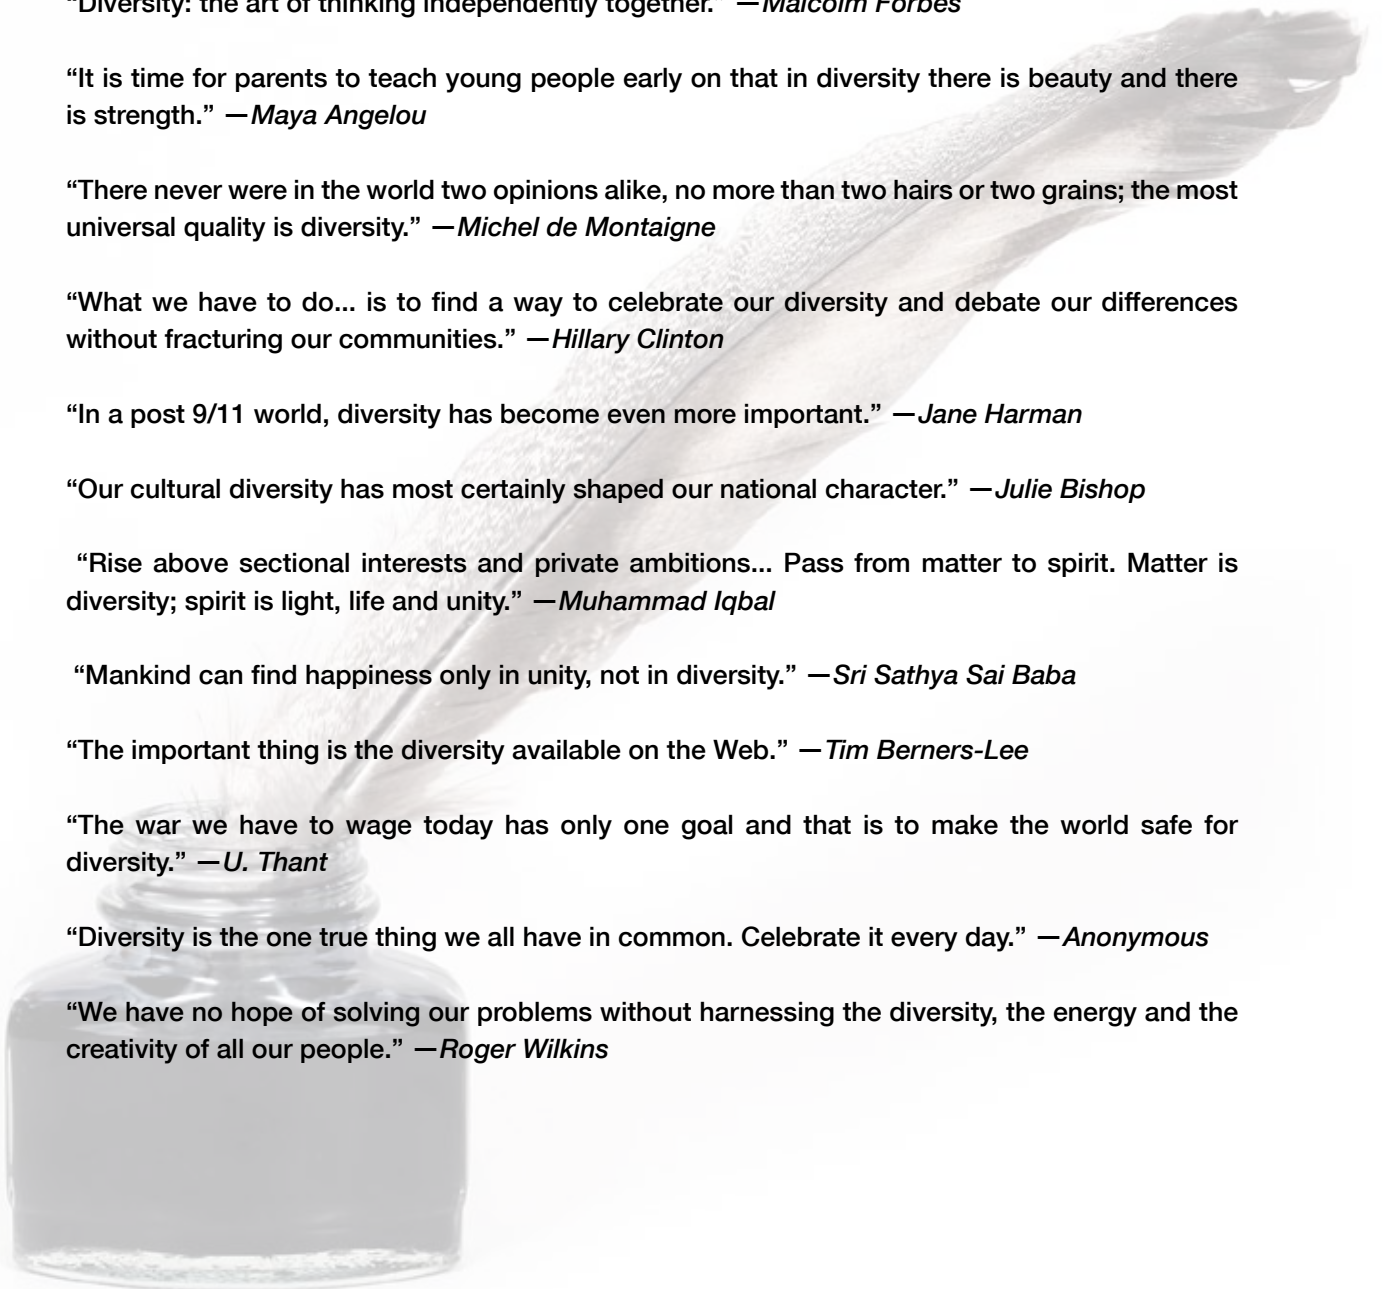 “Diversity: the art of thinking independently together.” —Malcolm Forbes
“It is time for parents to teach young people early on that in diversity there is beauty and there
is strength.” —Maya Angelou
“There never were in the world two opinions alike, no more than two hairs or two grains; the most
universal quality is diversity.” —Michel de Montaigne
“What we have to do... is to find a way to celebrate our diversity and debate our differences
without fracturing our communities.” —Hillary Clinton
“In a post 9/11 world, diversity has become even more important.” —Jane Harman
“Our cultural diversity has most certainly shaped our national character.” —Julie Bishop
“Rise above sectional interests and private ambitions... Pass from matter to spirit. Matter is
diversity; spirit is light, life and unity.” —Muhammad Iqbal
“Mankind can find happiness only in unity, not in diversity.” —Sri Sathya Sai Baba
“The important thing is the diversity available on the Web.” —Tim Berners-Lee
“The war we have to wage today has only one goal and that is to make the world safe for
diversity.” —U. Thant
“Diversity is the one true thing we all have in common. Celebrate it every day.” —Anonymous
“We have no hope of solving our problems without harnessing the diversity, the energy and the
creativity of all our people.” —Roger Wilkins